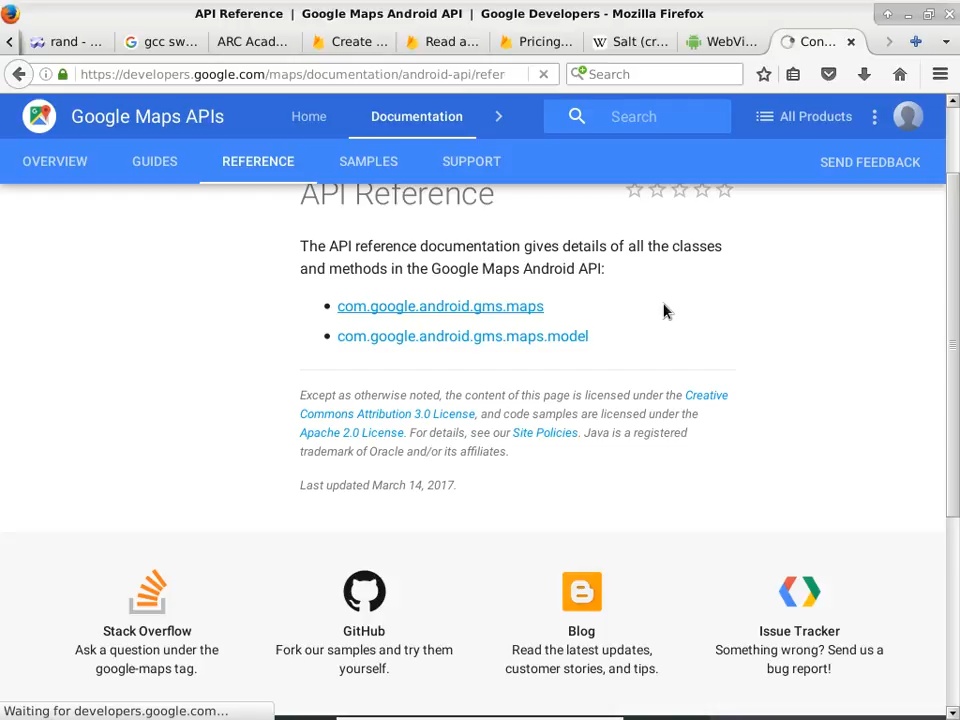 API Reference | Google Maps Android API | Google Developers - Mozilla Firefox
rand - ...
gcc sw...
ARC Acad...
Create ...
Read a...
Pricing...
Salt (cr...
WebVi...
Con...
https://developers.google.com/maps/documentation/android-api/refer
Search
Google Maps APIs
Home
Documentation
Search
All Products
OVERVIEW
GUIDES
REFERENCE
SAMPLES
SUPPORT
SEND FEEDBACK
API Reference
The API reference documentation gives details of all the classes
and methods in the Google Maps Android API:
• com.google.android.gms.maps
• com.google.android.gms.maps.model
Except as otherwise noted, the content of this page is licensed under the Creative
Commons Attribution 3.0 License, and code samples are licensed under the
Apache 2.0 License. For details, see our Site Policies. Java is a registered
trademark of Oracle and/or its affiliates.
Last updated March 14, 2017.
Stack Overflow
Ask a question under the
google-maps tag.
GitHub
Fork our samples and try them
yourself.
Blog
Read the latest updates,
customer stories, and tips.
Issue Tracker
Something wrong? Send us a
bug report!
Waiting for developers.google.com...